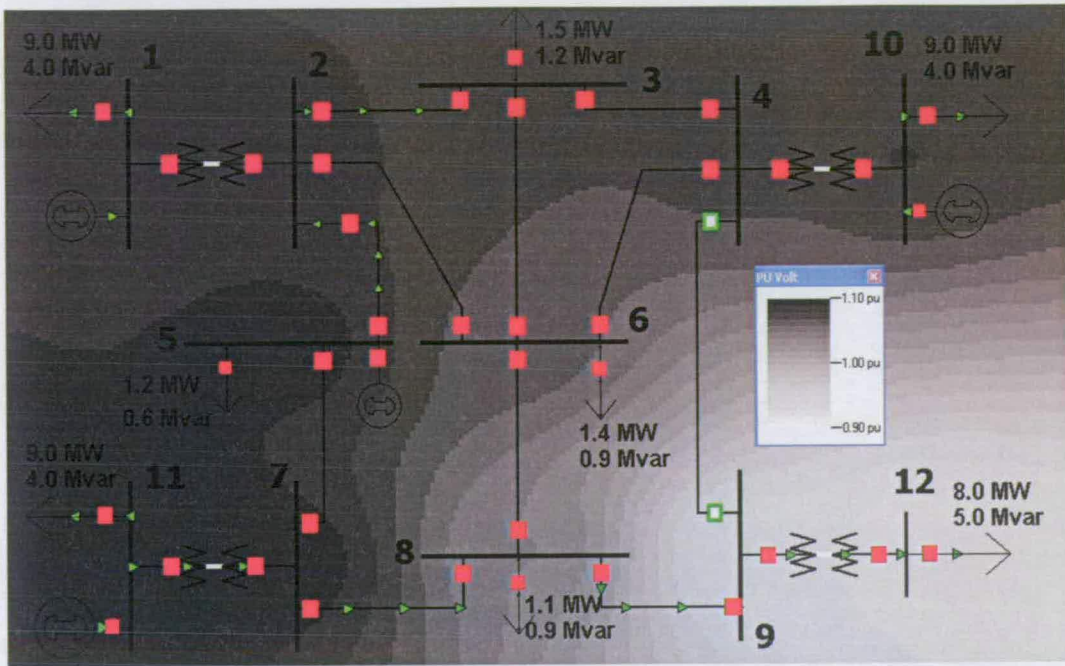 9.0 MW
4.0 Mvar
1
2
1.5 MW
1.2 Mvar
3
4
10
9.0 MW
4.0 Mvar
PU Volt
1.10 pu
1.00 pu
0.90 pu
5
6
1.2 MW
0.6 Mvar
1.4 MW
0.9 Mvar
9.0 MW
4.0 Mvar
11
7
8
12
8.0 MW
5.0 Mvar
1.1 MW
0.9 Mvar
9